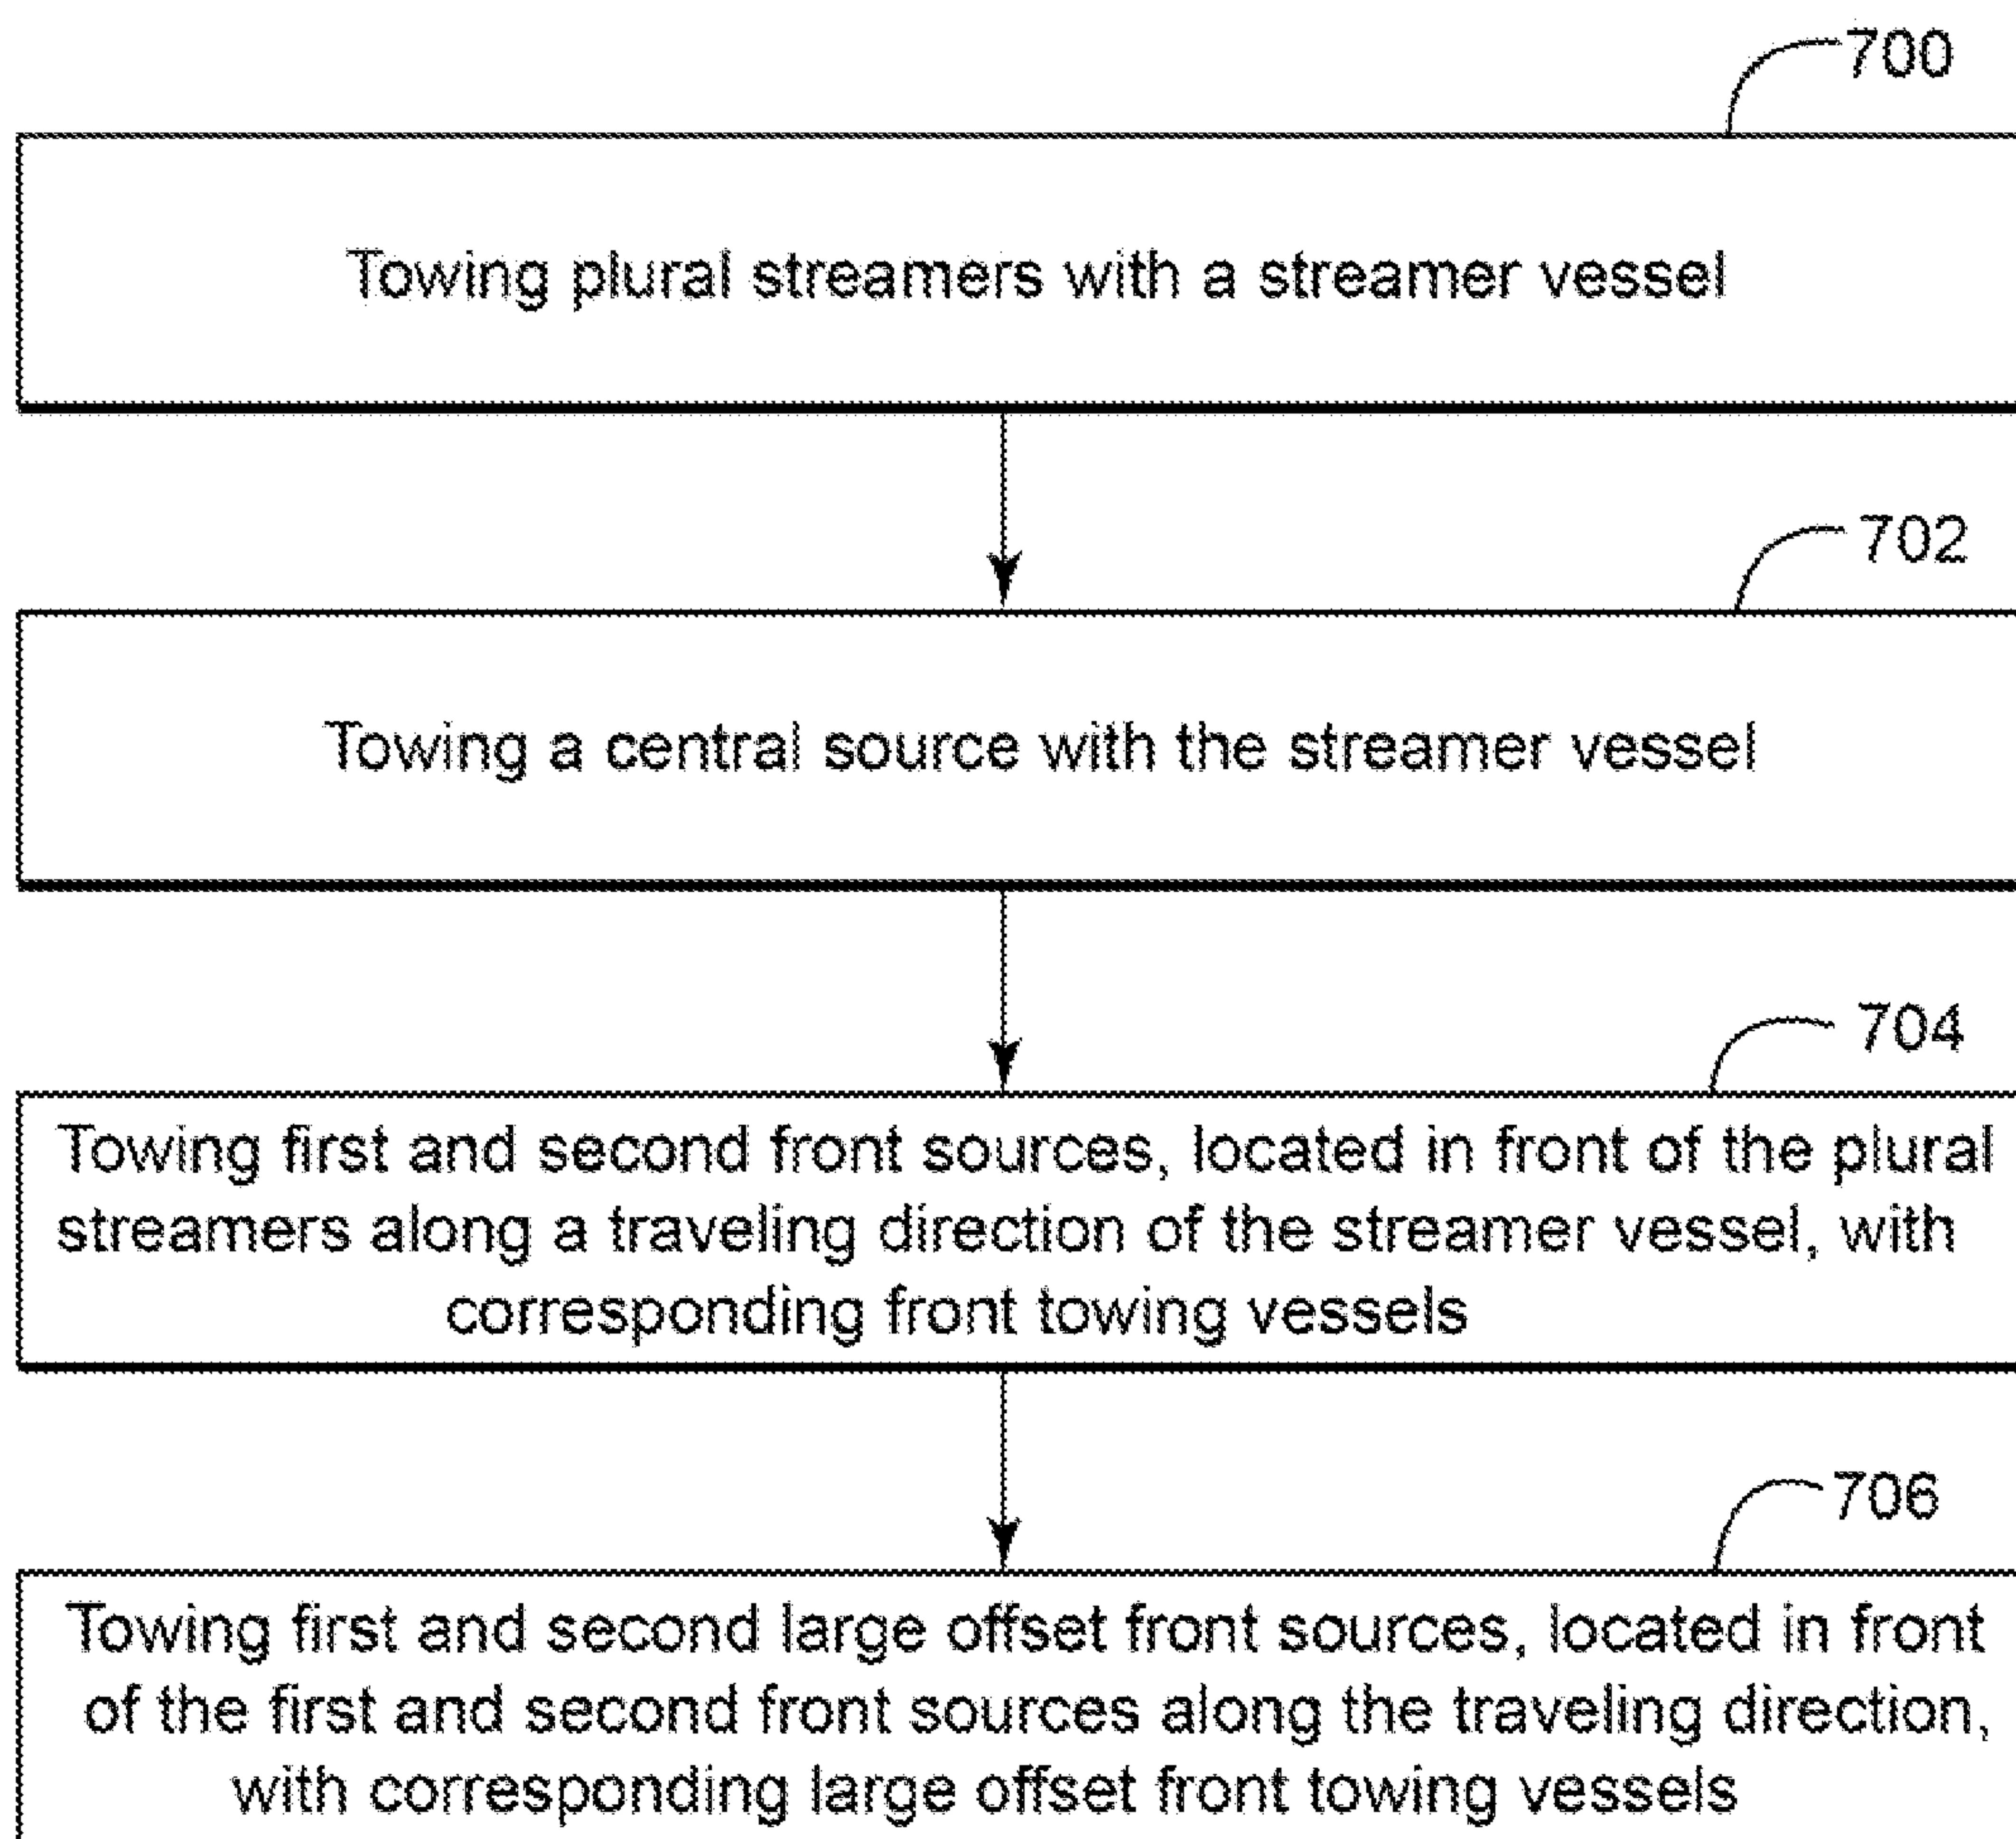 700
Towing plural streamers with a streamer vessel
702
Towing a central source with the streamer vessel
704
Towing first and second front sources, located in front of the plural
streamers along a traveling direction of the streamer vessel, with
corresponding front towing vessels
706
Towing first and second large offset front sources, located in front
of the first and second front sources along the traveling direction,
with corresponding large offset front towing vessels